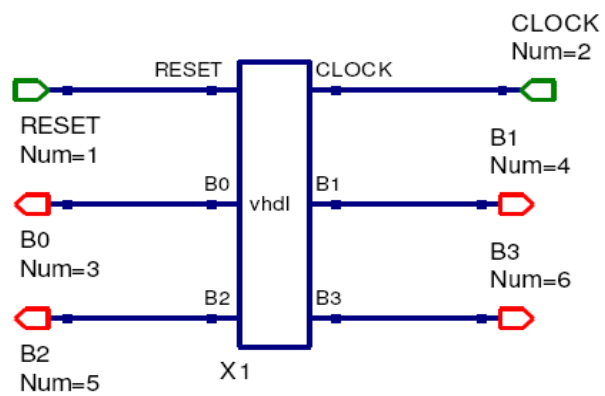 CLOCK
Num=2
RESET
CLOCK
RESET
Num=1
B1
Num=4
B0
vhdl
B1
B0
Num=3
B3
Num=6
B2
B3
B2
Num=5
X1